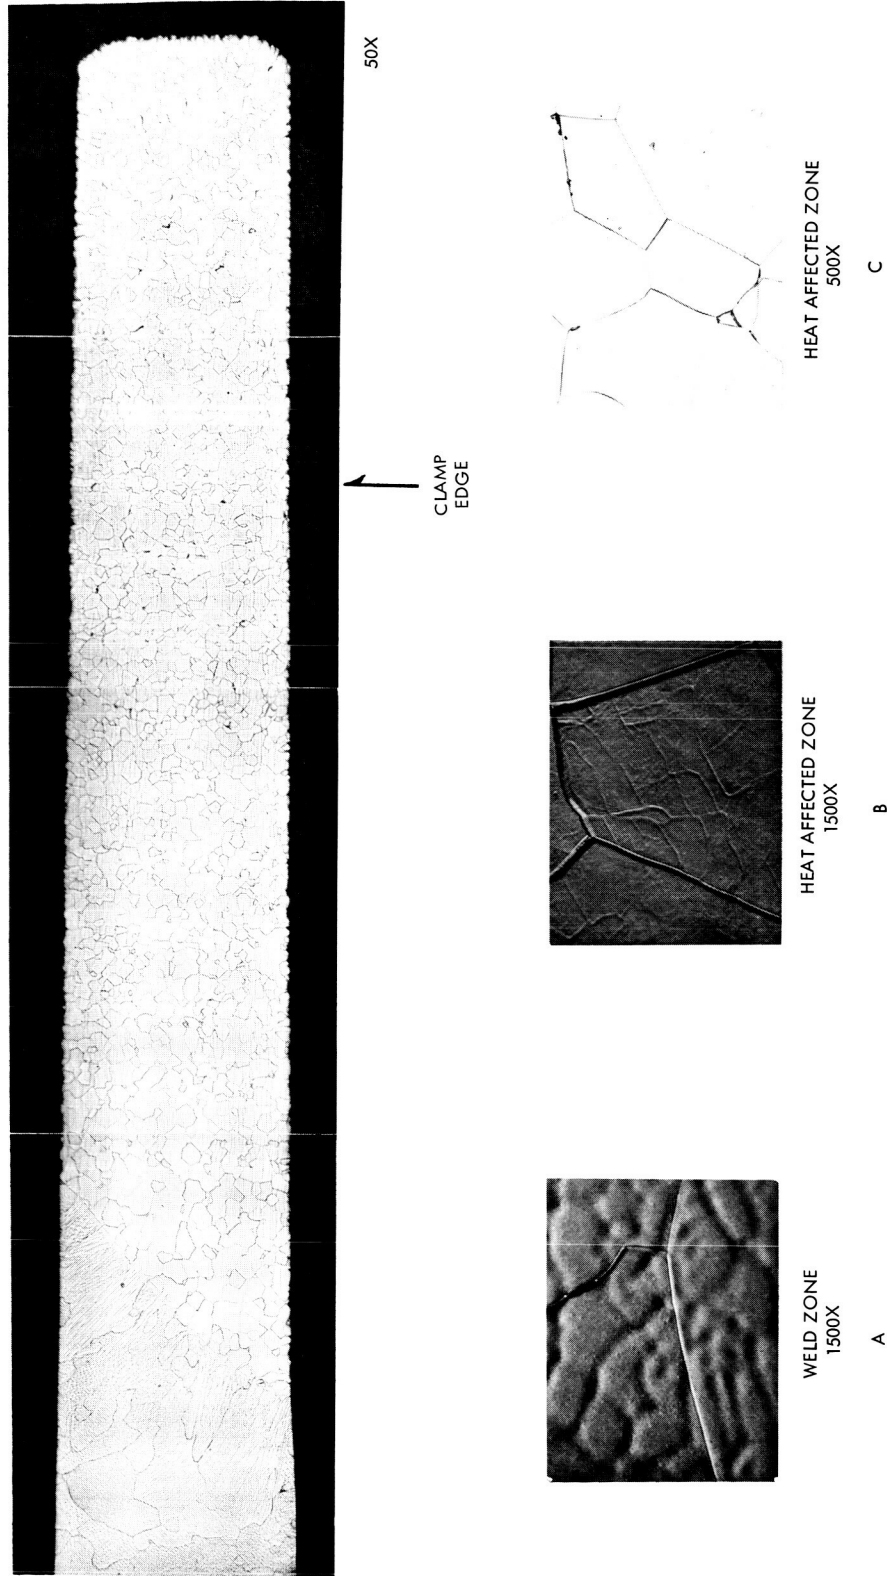 50X
CLAMP
EDGE
WELD ZONE
1500X
A
HEAT AFFECTED ZONE
1500X
B
HEAT AFFECTED ZONE
500X
C